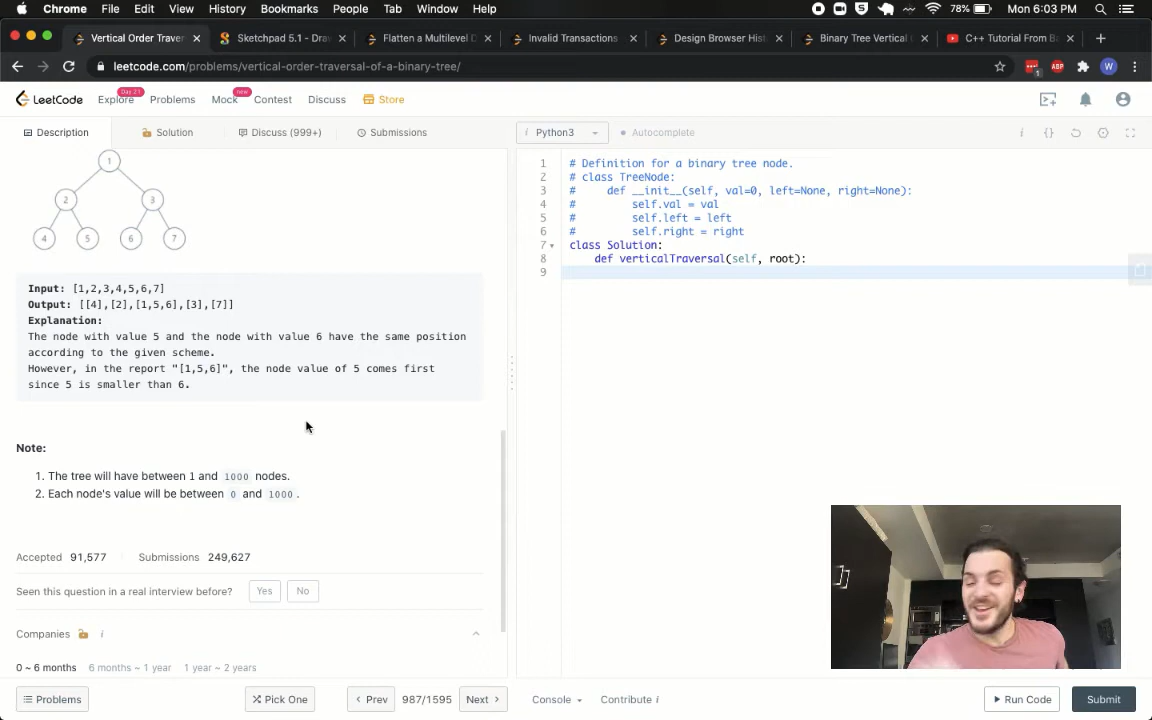 Chrome File Edit View History Bookmarks People Tab Window Help 78% Mon 6:03 PM
Vertical Order Traver Sketchpad 5.1 - Dra Flatten a Multilevel D Invalid Transactions Design Browser Hist Binary Tree Vertical C++ Tutorial From Ba
leetcode.com/problems/vertical-order-traversal-of-a-binary-tree/ 1 ABP W
Day 21 new
LeetCode Explore Problems Mock Contest Discuss Store
Description Solution Discuss (999+) Submissions i Python3 Autocomplete i {}
1
2 3
4 5 6 7
Input: [1,2,3,4,5,6,7]
Output: [[4],[2],[1,5,6],[3],[7]]
Explanation:
The node with value 5 and the node with value 6 have the same position
according to the given scheme.
However, in the report "[1,5,6]", the node value of 5 comes first
since 5 is smaller than 6.
Note:
1. The tree will have between 1 and 1000 nodes.
2. Each node's value will be between 0 and 1000.
Accepted 91,577 Submissions 249,627
Seen this question in a real interview before? Yes No
Companies i
0 ~ 6 months 6 months ~ 1 year 1 year ~ 2 years
1 # Definition for a binary tree node.
2 # class TreeNode:
3 # def __init__(self, val=0, left=None, right=None):
4 # self.val = val
5 # self.left = left
6 # self.right = right
7 class Solution:
8 def verticalTraversal(self, root):
9
Problems Pick One Prev 987/1595 Next Console Contribute i Run Code Submit